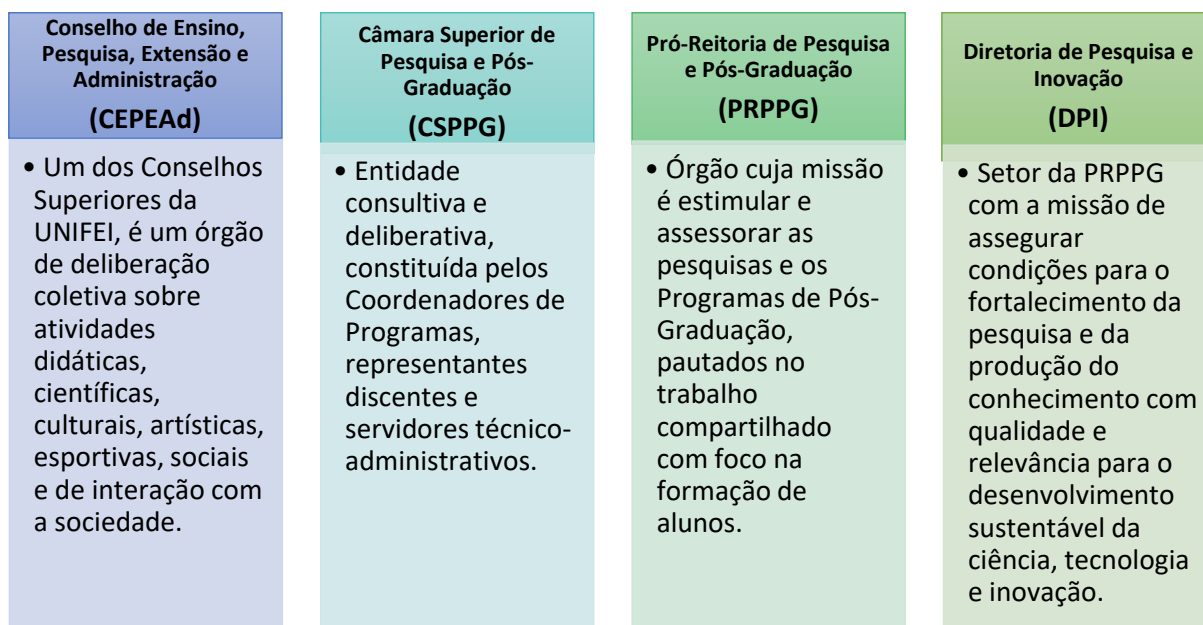 Conselho de Ensino,
Pesquisa, Extensão e
Administração
(CEPEAd)
• Um dos Conselhos
Superiores da
UNIFEI, é um órgão
de deliberação
coletiva sobre
atividades
didáticas,
científicas,
culturais, artísticas,
esportivas, sociais
e de interação com
a sociedade.
Câmara Superior de
Pesquisa e Pós-
Graduação
(CSPPG)
• Entidade
consultiva e
deliberativa,
constituída pelos
Coordenadores de
Programas,
representantes
discentes e
servidores técnico-
administrativos.
Pró-Reitoria de Pesquisa
e Pós-Graduação
(PRPPG)
• Órgão cuja missão
é estimular e
assessorar as
pesquisas e os
Programas de Pós-
Graduação,
pautados no
trabalho
compartilhado
com foco na
formação de
alunos.
Diretoria de Pesquisa e
Inovação
(DPI)
• Setor da PRPPG
com a missão de
assegurar
condições para o
fortalecimento da
pesquisa e da
produção do
conhecimento com
qualidade e
relevância para o
desenvolvimento
sustentável da
ciência, tecnologia
e inovação.